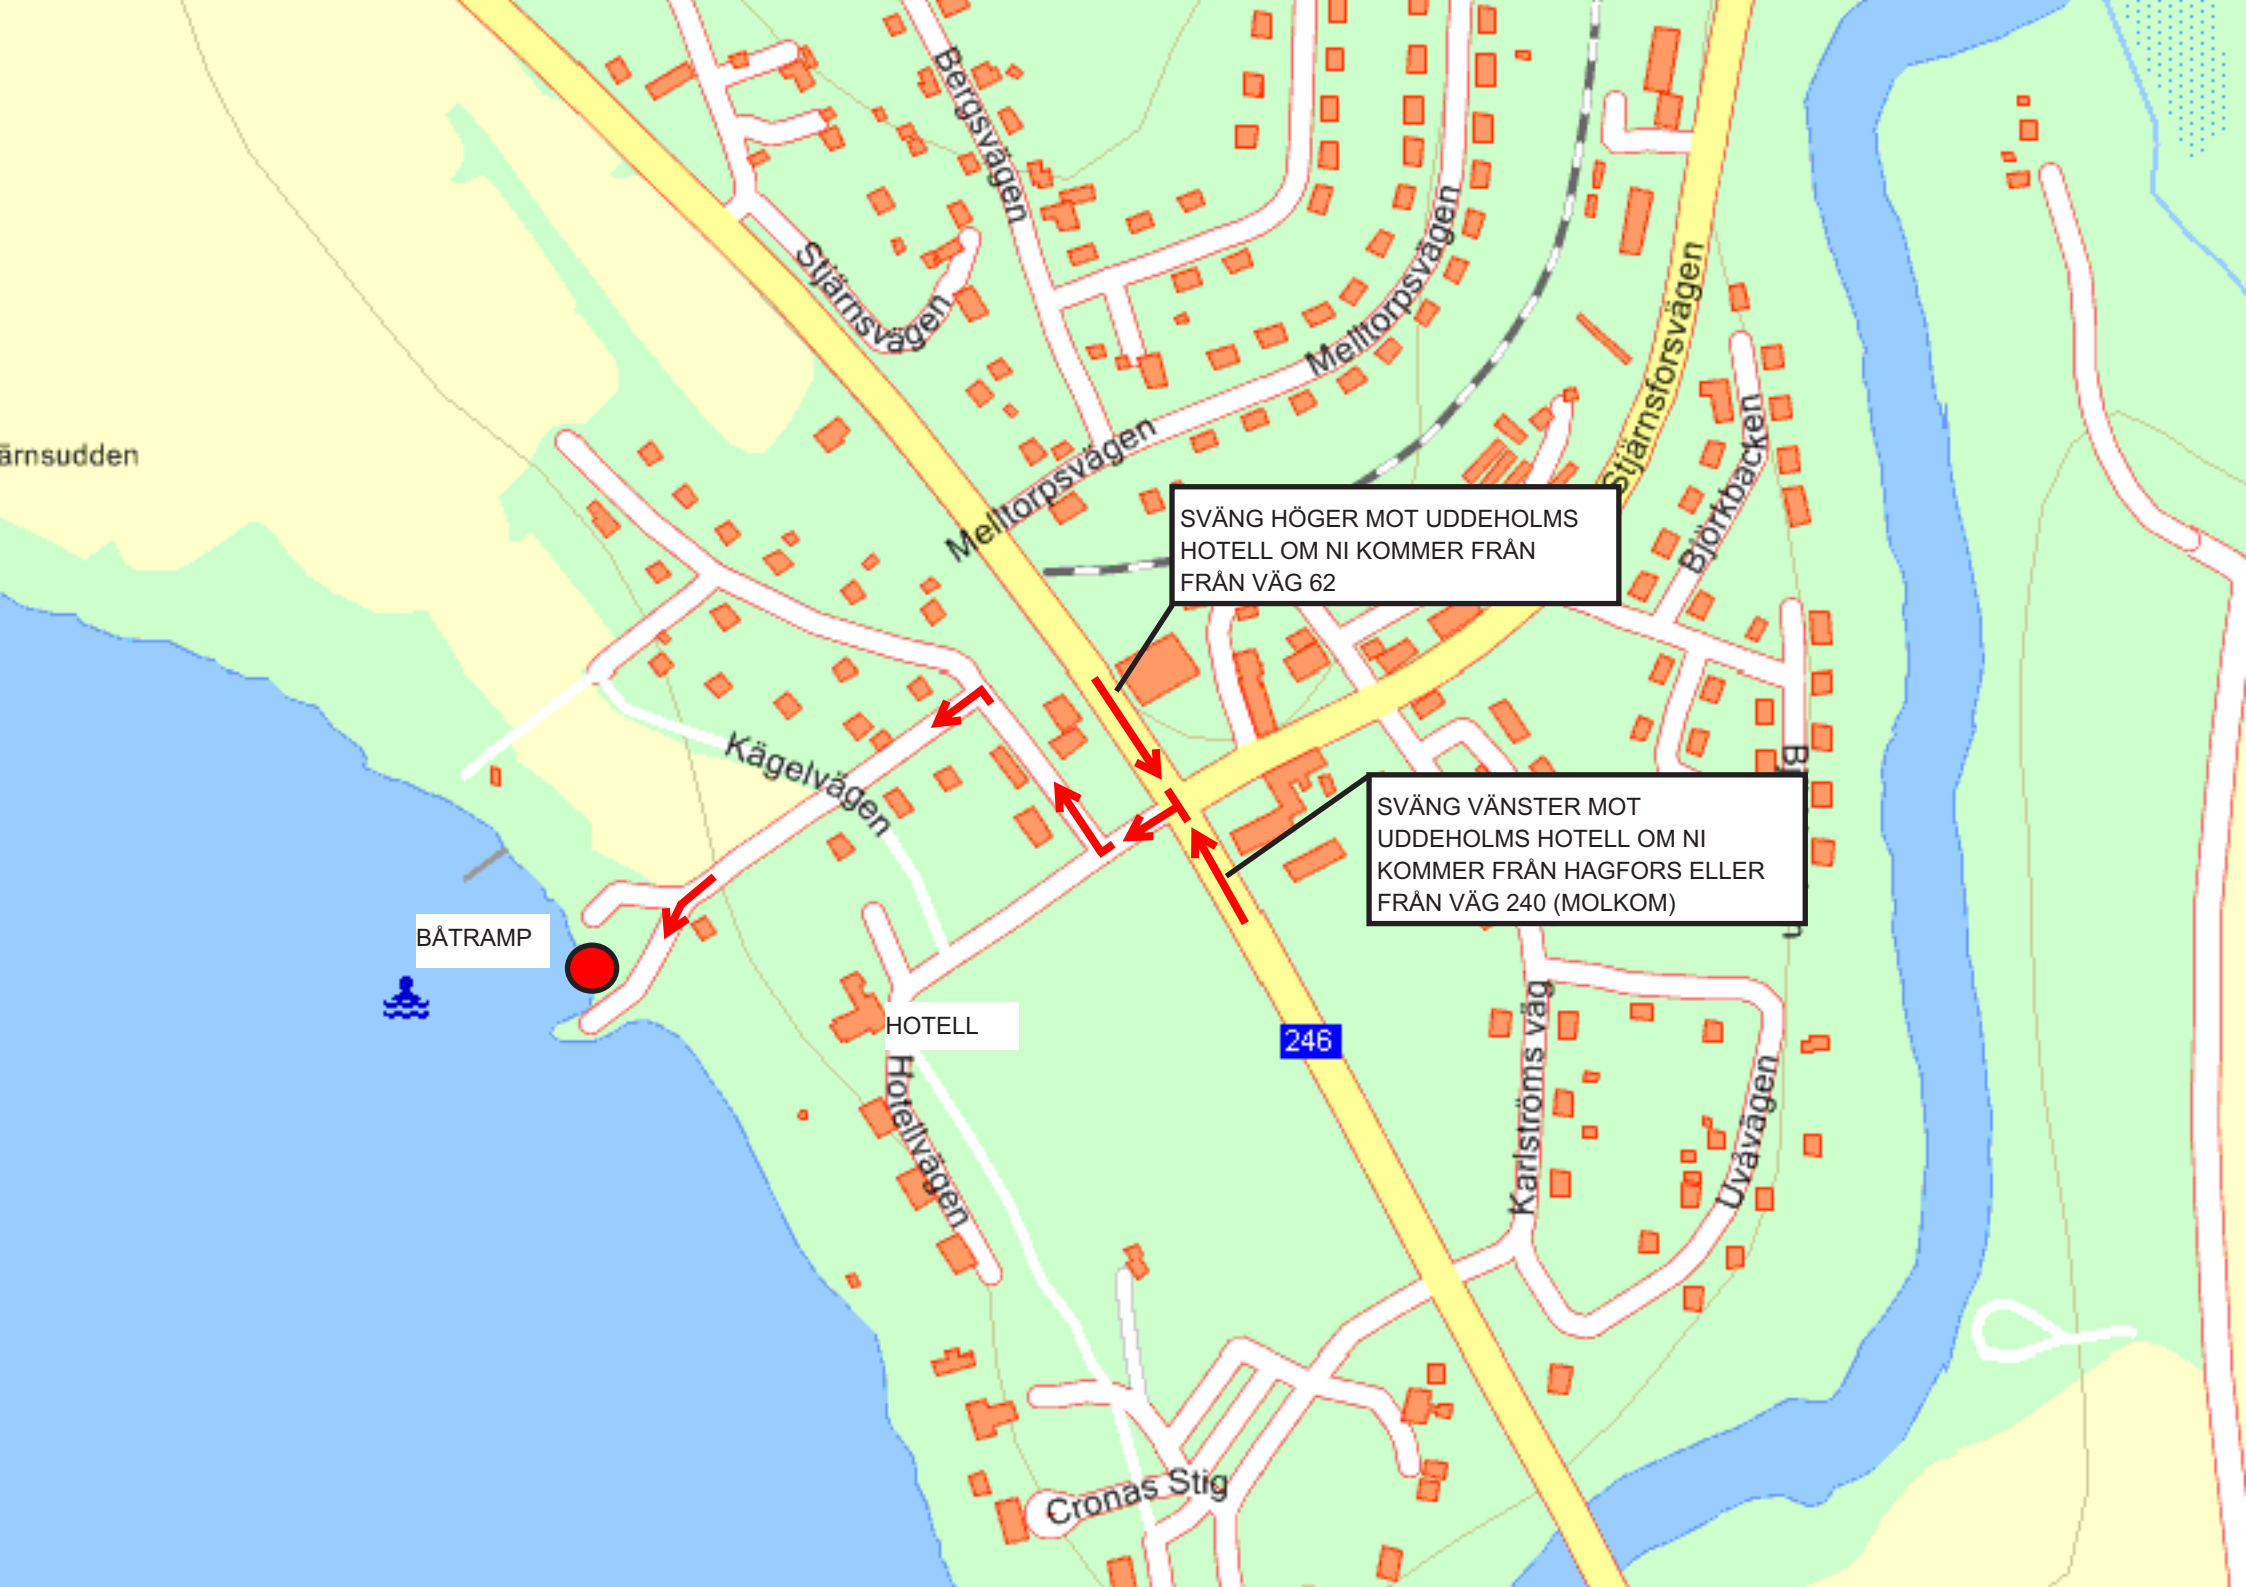 Bergsvägen
Stjärnsvägen
Melltorpsvägen
Stjärnsforsvägen
Björkbacken
ärnsudden
Melltorpsvägen
SVÄNG HÖGER MOT UDDEHOLMS
HOTELL OM NI KOMMER FRÅN
FRÅN VÄG 62
Kägelvägen
SVÄNG VÄNSTER MOT
UDDEHOLMS HOTELL OM NI
KOMMER FRÅN HAGFORS ELLER
FRÅN VÄG 240 (MOLKOM)
BÅTRAMP
HOTELL
246
Hotellvägen
Karlströms väg
Uvåvägen
Cronas Stig